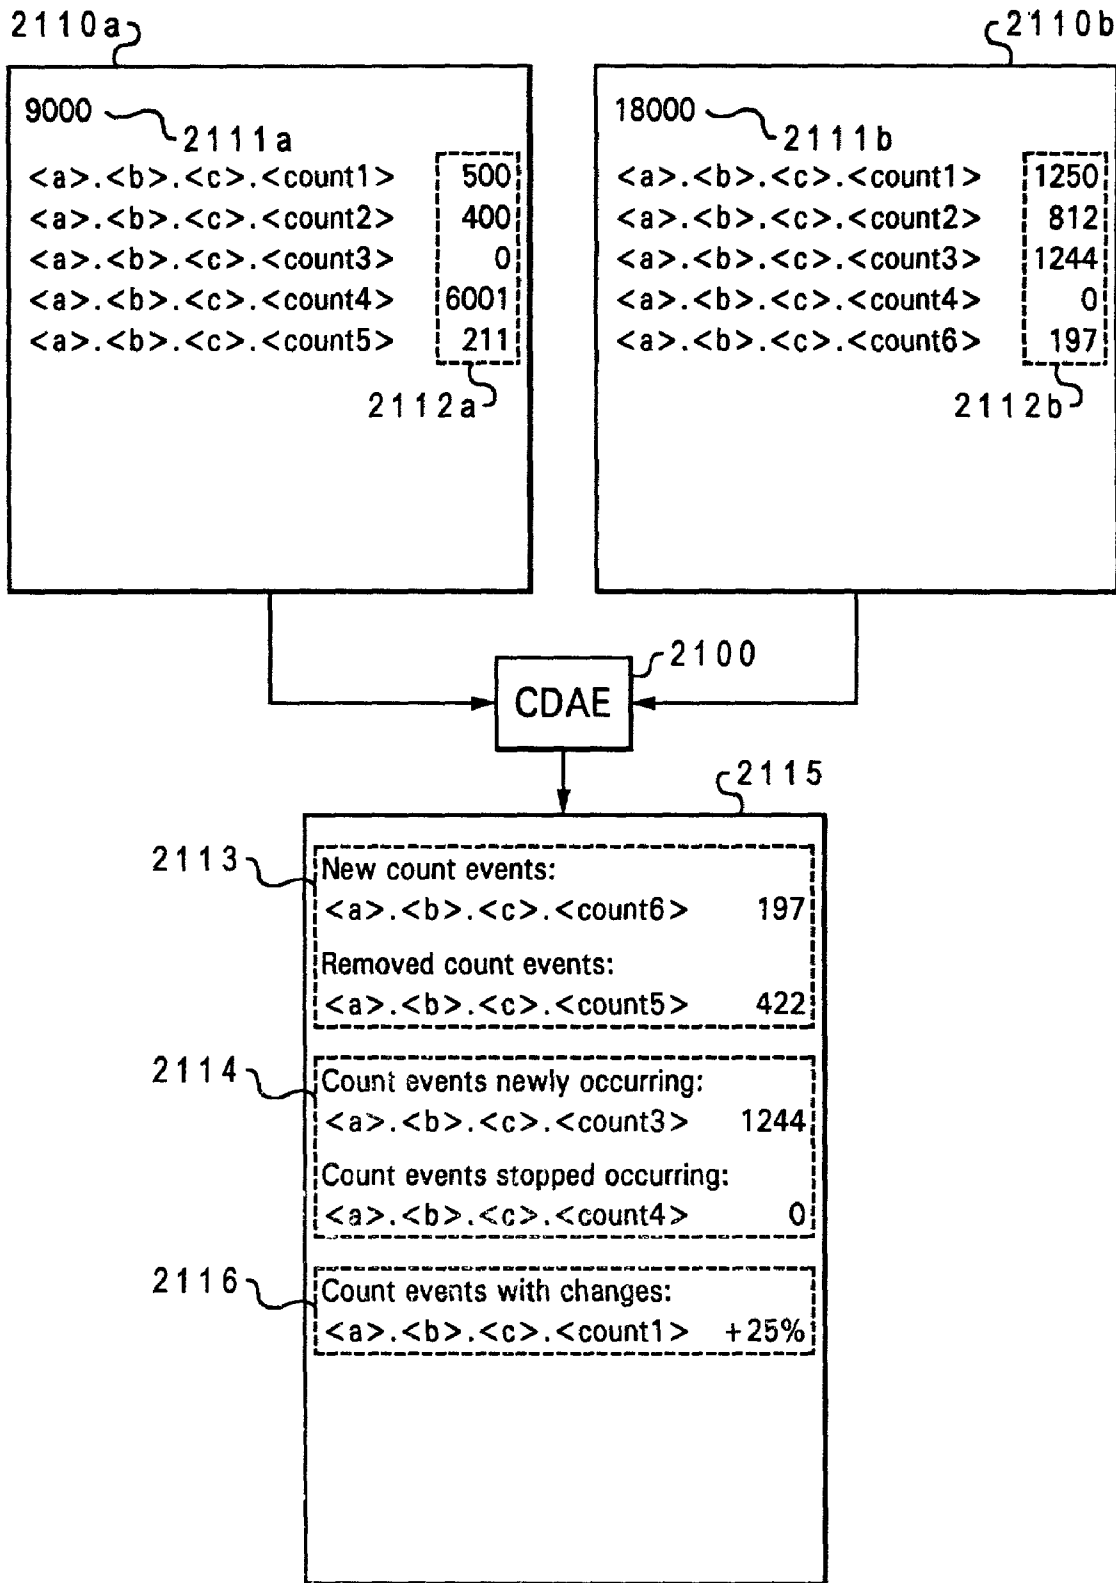 2110a
9000
2111a
<a>.<b>.<c>.<count1> 500
<a>.<b>.<c>.<count2> 400
<a>.<b>.<c>.<count3> 0
<a>.<b>.<c>.<count4> 6001
<a>.<b>.<c>.<count5> 211
2112a
2110b
18000
2111b
<a>.<b>.<c>.<count1> 1250
<a>.<b>.<c>.<count2> 812
<a>.<b>.<c>.<count3> 1244
<a>.<b>.<c>.<count4> 0
<a>.<b>.<c>.<count6> 197
2112b
2100
CDAE
2115
2113
New count events:
<a>.<b>.<c>.<count6> 197
Removed count events:
<a>.<b>.<c>.<count5> 422
2114
Count events newly occurring:
<a>.<b>.<c>.<count3> 1244
Count events stopped occurring:
<a>.<b>.<c>.<count4> 0
2116
Count events with changes:
<a>.<b>.<c>.<count1> +25%